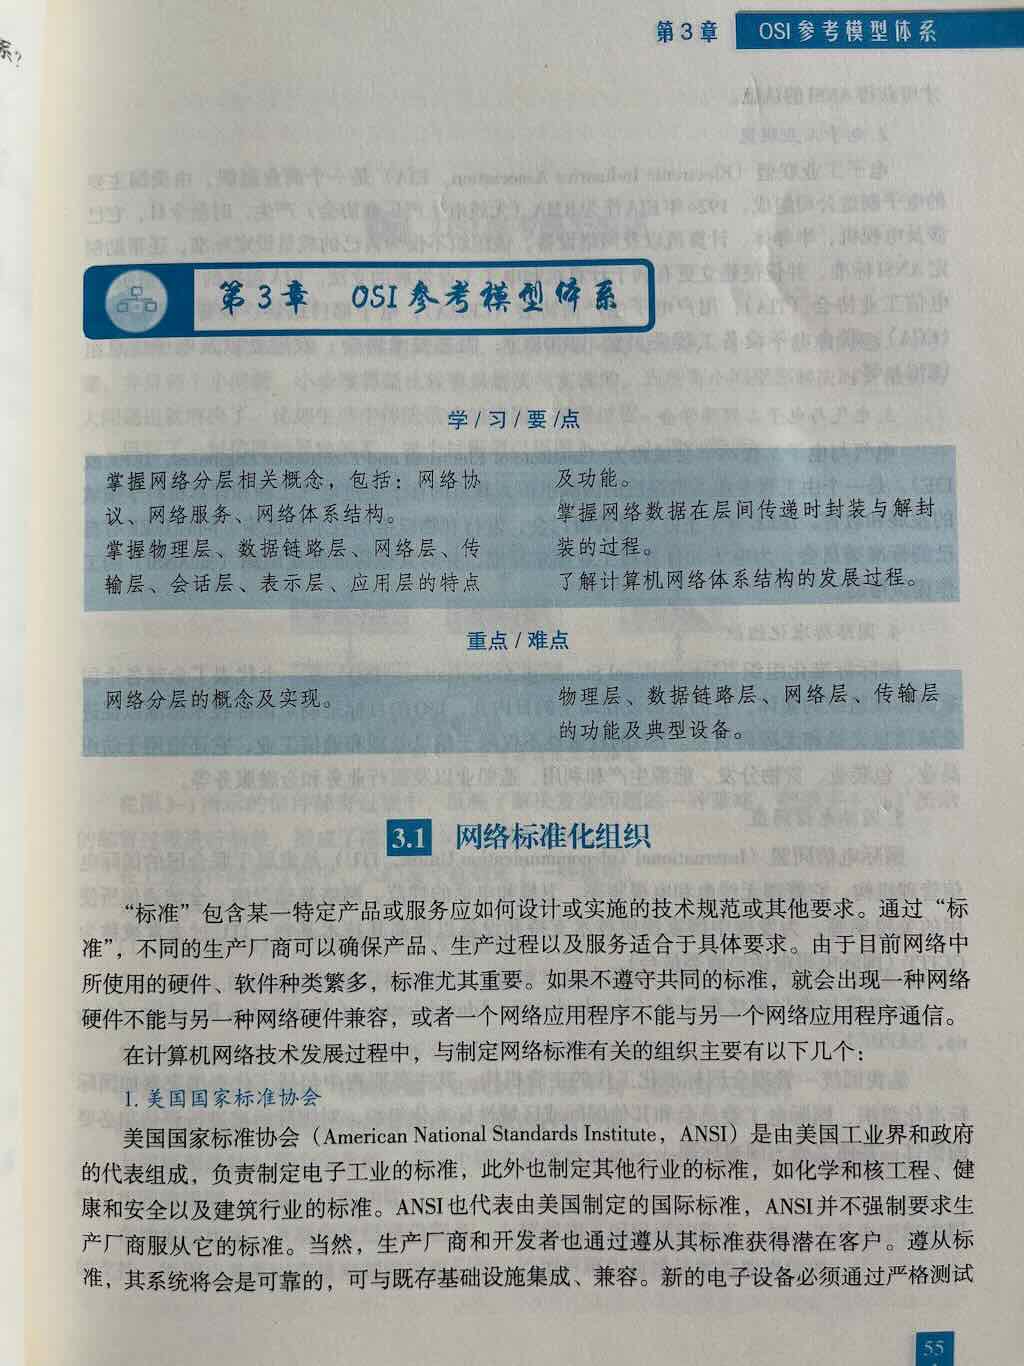 第3章 OSI参考模型体系
系？
第3章 OSI参考模型体系
学/习/要/点
掌握网络分层相关概念，包括：网络协
议、网络服务、网络体系结构。
掌握物理层、数据链路层、网络层、传
输层、会话层、表示层、应用层的特点
及功能。
掌握网络数据在层间传递时封装与解封
装的过程。
了解计算机网络体系结构的发展过程。
重点/难点
网络分层的概念及实现。
物理层、数据链路层、网络层、传输层
的功能及典型设备。
3.1 网络标准化组织
“标准”包含某一特定产品或服务应如何设计或实施的技术规范或其他要求。通过“标
准”，不同的生产厂商可以确保产品、生产过程以及服务适合于具体要求。由于目前网络中
所使用的硬件、软件种类繁多，标准尤其重要。如果不遵守共同的标准，就会出现一种网络
硬件不能与另一种网络硬件兼容，或者一个网络应用程序不能与另一个网络应用程序通信。
在计算机网络技术发展过程中，与制定网络标准有关的组织主要有以下几个：
1. 美国国家标准协会
美国国家标准协会（American National Standards Institute，ANSI）是由美国工业界和政府
的代表组成，负责制定电子工业的标准，此外也制定其他行业的标准，如化学和核工程、健
康和安全以及建筑行业的标准。ANSI也代表由美国制定的国际标准，ANSI并不强制要求生
产厂商服从它的标准。当然，生产厂商和开发者也通过遵从其标准获得潜在客户。遵从标
准，其系统将会是可靠的，可与既存基础设施集成、兼容。新的电子设备必须通过严格测试
55